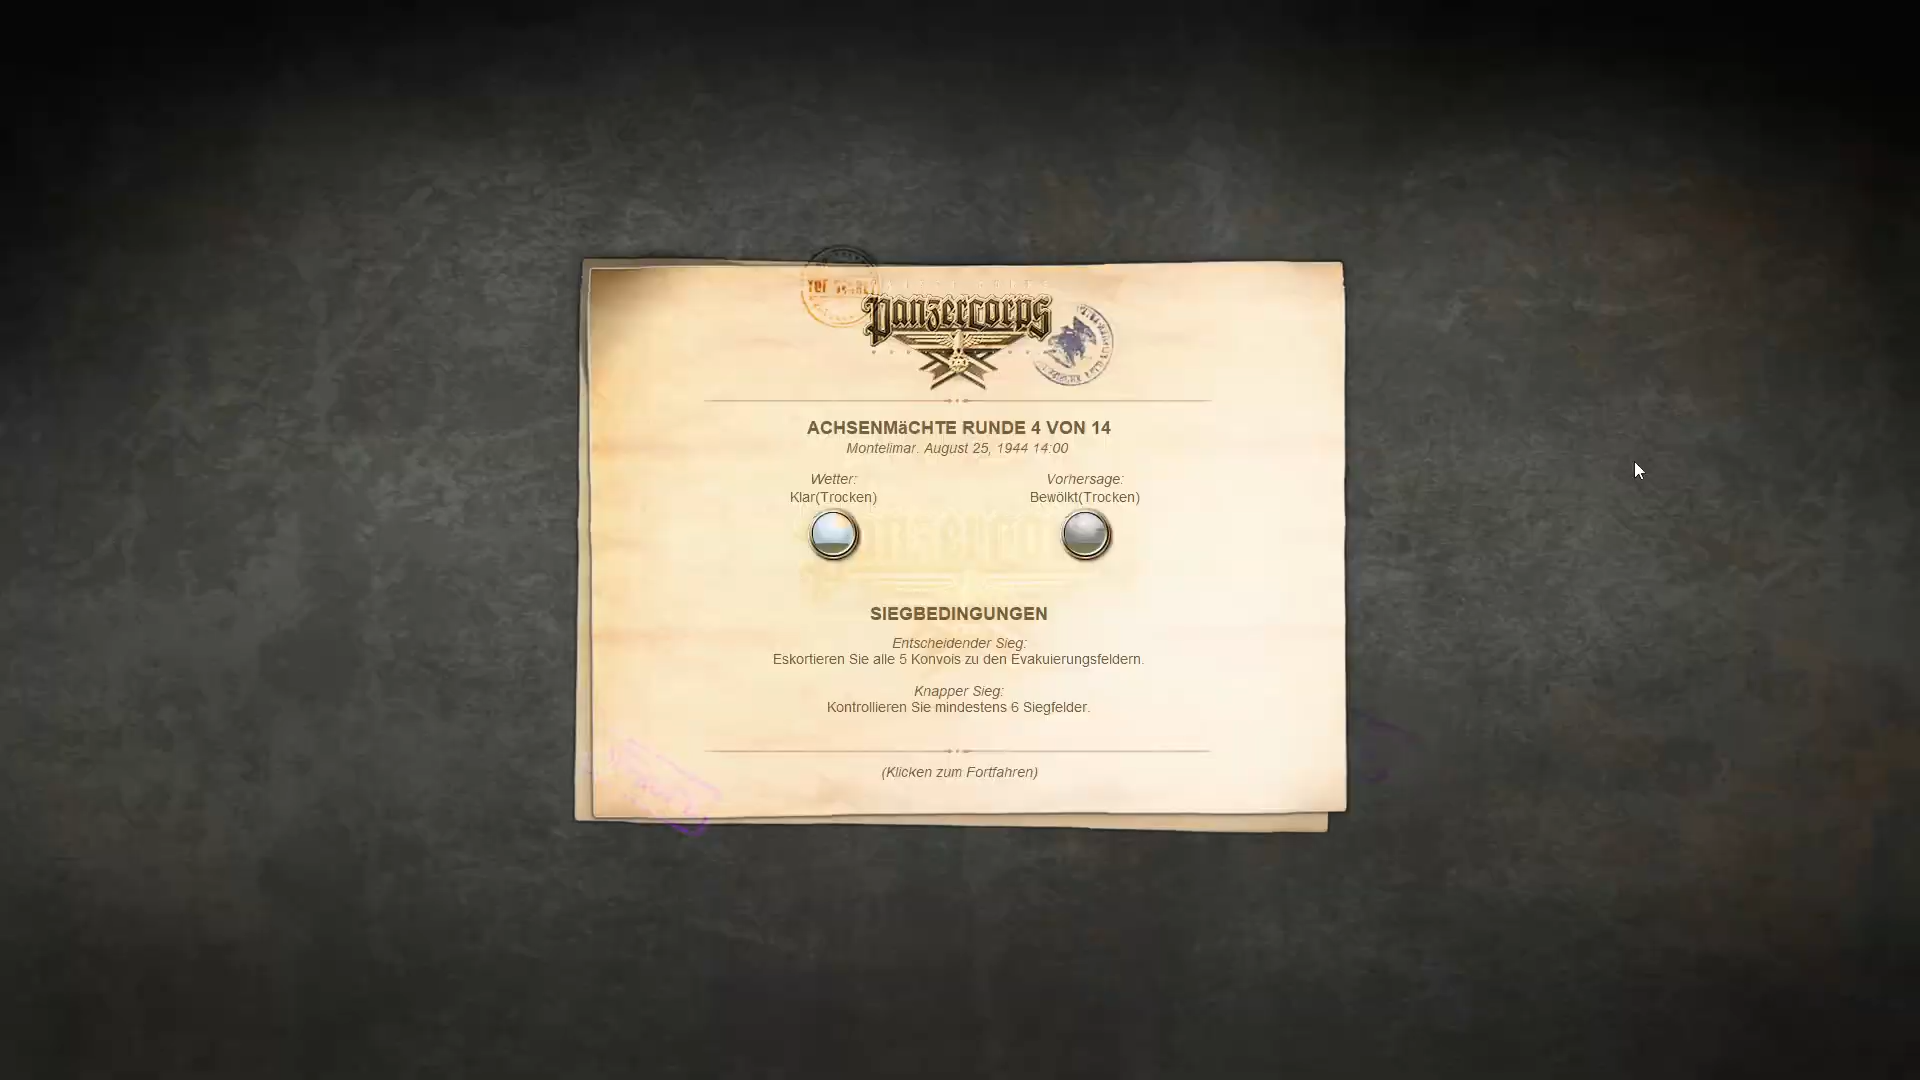 Panzercorps
ACHSENMäCHTE RUNDE 4 VON 14
Montelimar. August 25, 1944 14:00
Wetter:
Klar(Trocken)
Vorhersage:
Bewölkt(Trocken)
SIEGBEDINGUNGEN
Entscheidender Sieg:
Eskortieren Sie alle 5 Konvois zu den Evakuierungsfeldern.
Knapper Sieg:
Kontrollieren Sie mindestens 6 Siegfelder.
(Klicken zum Fortfahren)